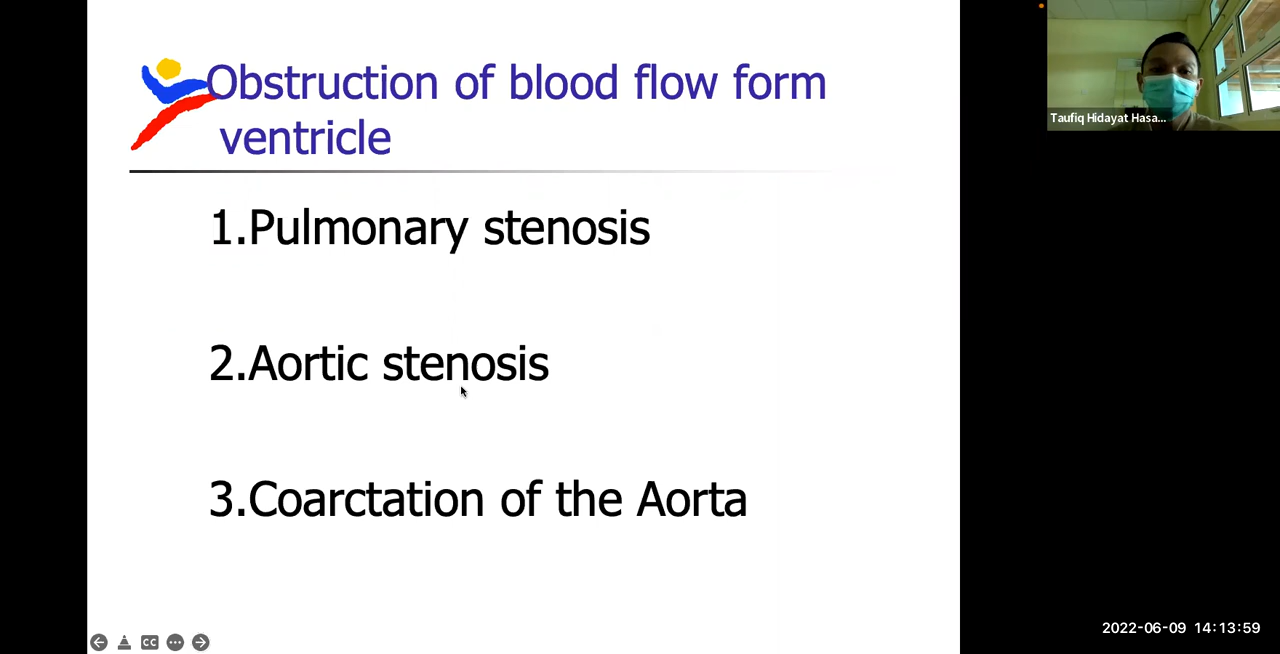 Obstruction of blood flow form
ventricle
1.Pulmonary stenosis
2.Aortic stenosis
3.Coarctation of the Aorta
Taufiq Hidayat Hasa...
CC
2022-06-09 14:13:59